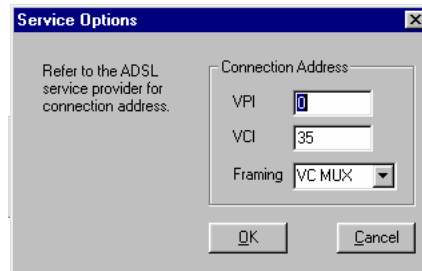 Service Options
Refer to the ADSL
service provider for
connection address.
Connection Address
VPI 0
VCI 35
Framing VC MUX
OK Cancel